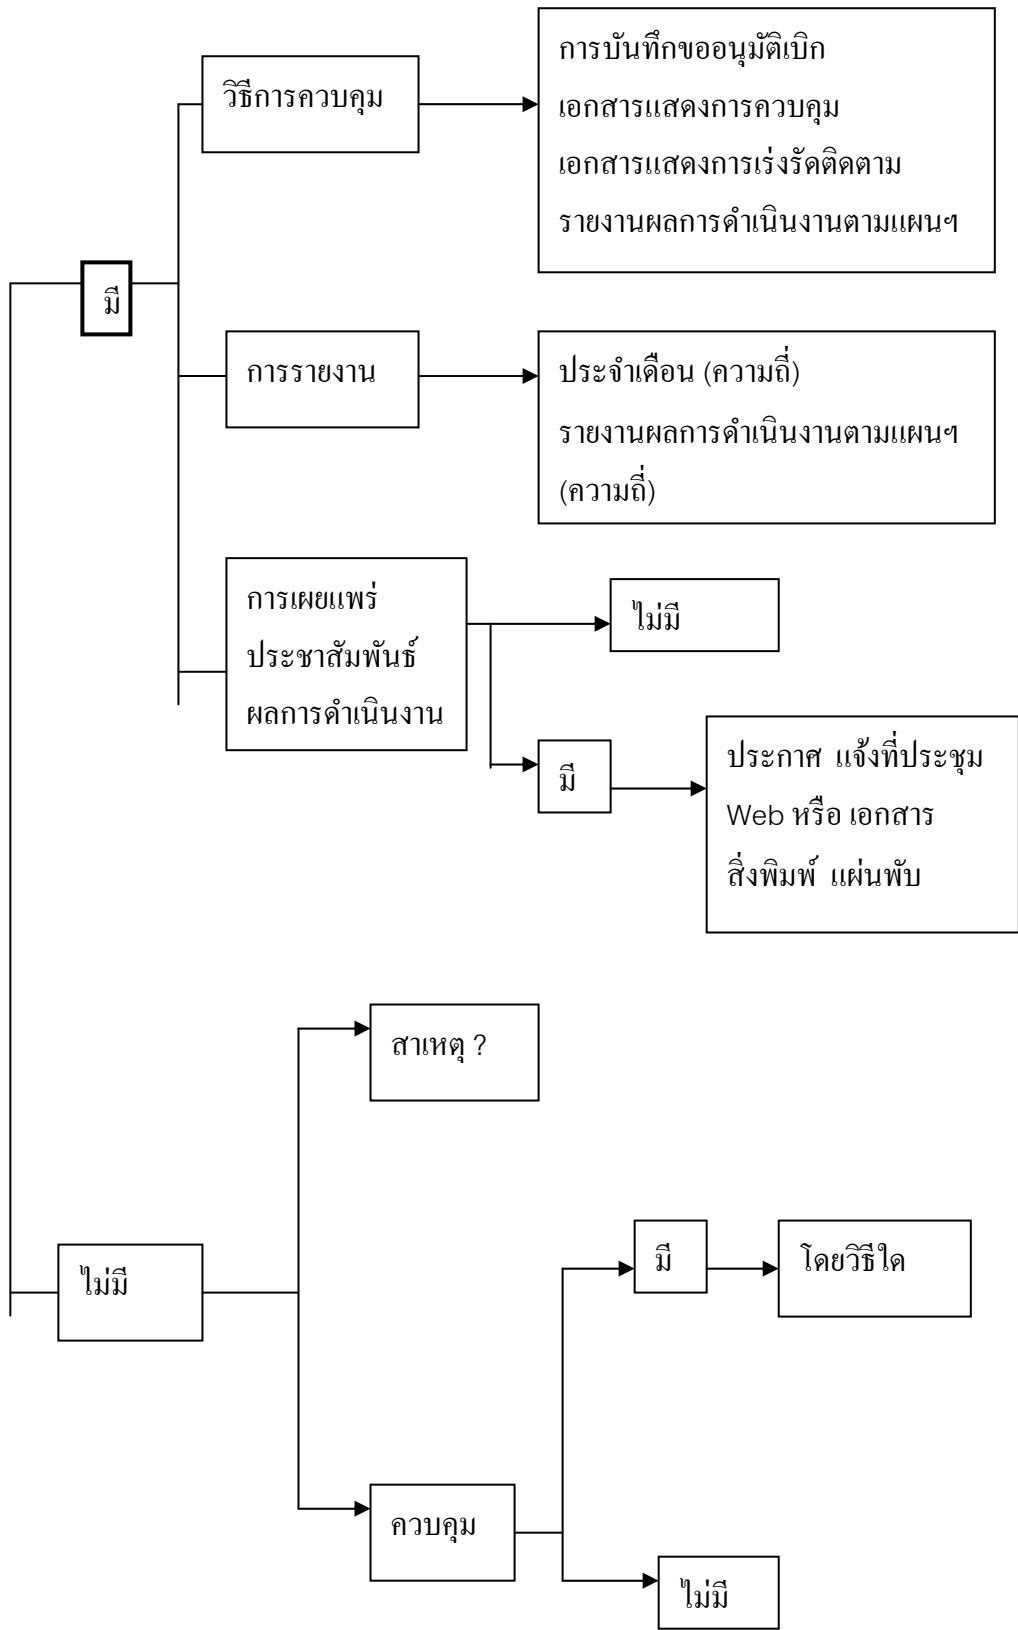 วิธีการควบคุม
การบันทึกขออนุมัติเบิก
เอกสารแสดงการควบคุม
เอกสารแสดงการเร่งรัดติดตาม
รายงานผลการดำเนินงานตามแผนฯ
มี
การรายงาน
ประจำเดือน (ความถี่)
รายงานผลการดำเนินงานตามแผนฯ
(ความถี่)
การเผยแพร่
ประชาสัมพันธ์
ผลการดำเนินงาน
ไม่มี
มี
ประกาศ แจ้งที่ประชุม
Web หรือ เอกสาร
สิ่งพิมพ์ แผ่นพับ
สาเหตุ ?
ไม่มี
มี
โดยวิธีใด
ควบคุม
ไม่มี